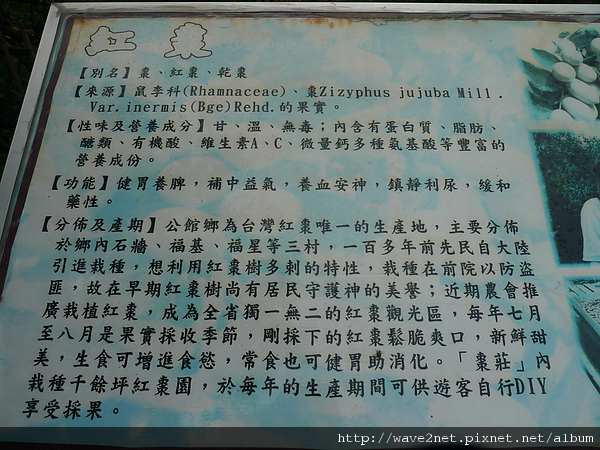 紅棗
【別名】棗、紅棗、乾棗
【來源】鼠李科(Rhamnaceae)、棗Zizyphus jujuba Mill.
Var.inermis(Bge)Rehd.的果實。
【性味及營養成分】甘、溫、無毒；內含有蛋白質、脂肪、
醣類、有機酸、維生素A、C、微量鈣多種氨基酸等豐富的
營養成份。
【功能】健胃養脾，補中益氣，養血安神，鎮靜利尿，緩和
藥性。
【分佈及產期】公館鄉為台灣紅棗唯一的生產地，主要分佈
於鄉內石墻、福基、福星等三村，一百多年前先民自大陸
引進栽種，想利用紅棗樹多刺的特性，栽種在前院以防盜
匪，故在早期紅棗樹尚有居民守護神的美譽；近期農會推
廣栽植紅棗，成為全省獨一無二的紅棗觀光區，每年七月
至八月是果實採收季節，剛採下的紅棗鬆脆爽口，新鮮甜
美，生食可增進食慾，常食也可健胃助消化。「棗莊」內
栽種千餘坪紅棗園，於每年的生產期間可供遊客自行DIY
享受採果。
http://wave2net.pixnet.net/album